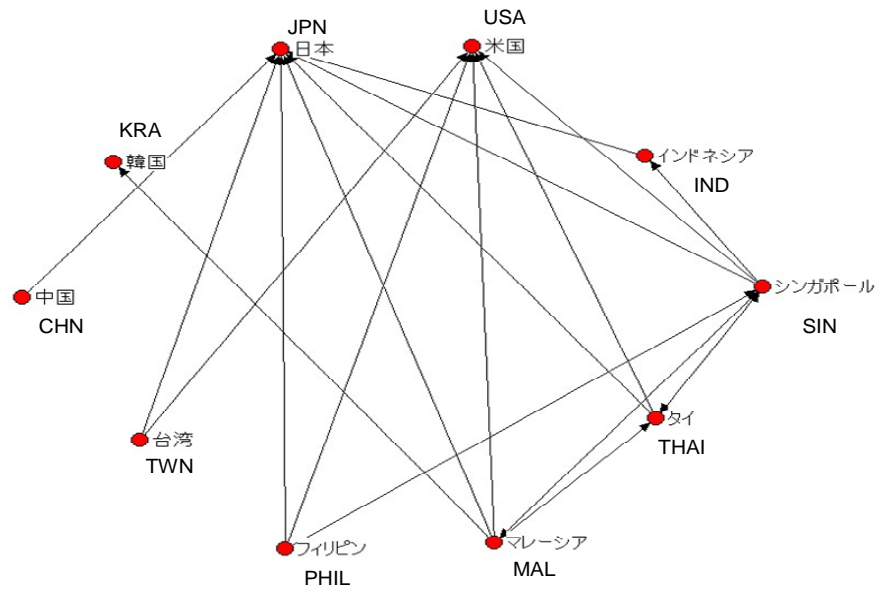 JPN
日本
USA
米国
KRA
韓国
インドネシア
IND
シンガポール
SIN
中国
CHN
台湾
TWN
タイ
THAI
フィリピン
PHIL
マレーシア
MAL